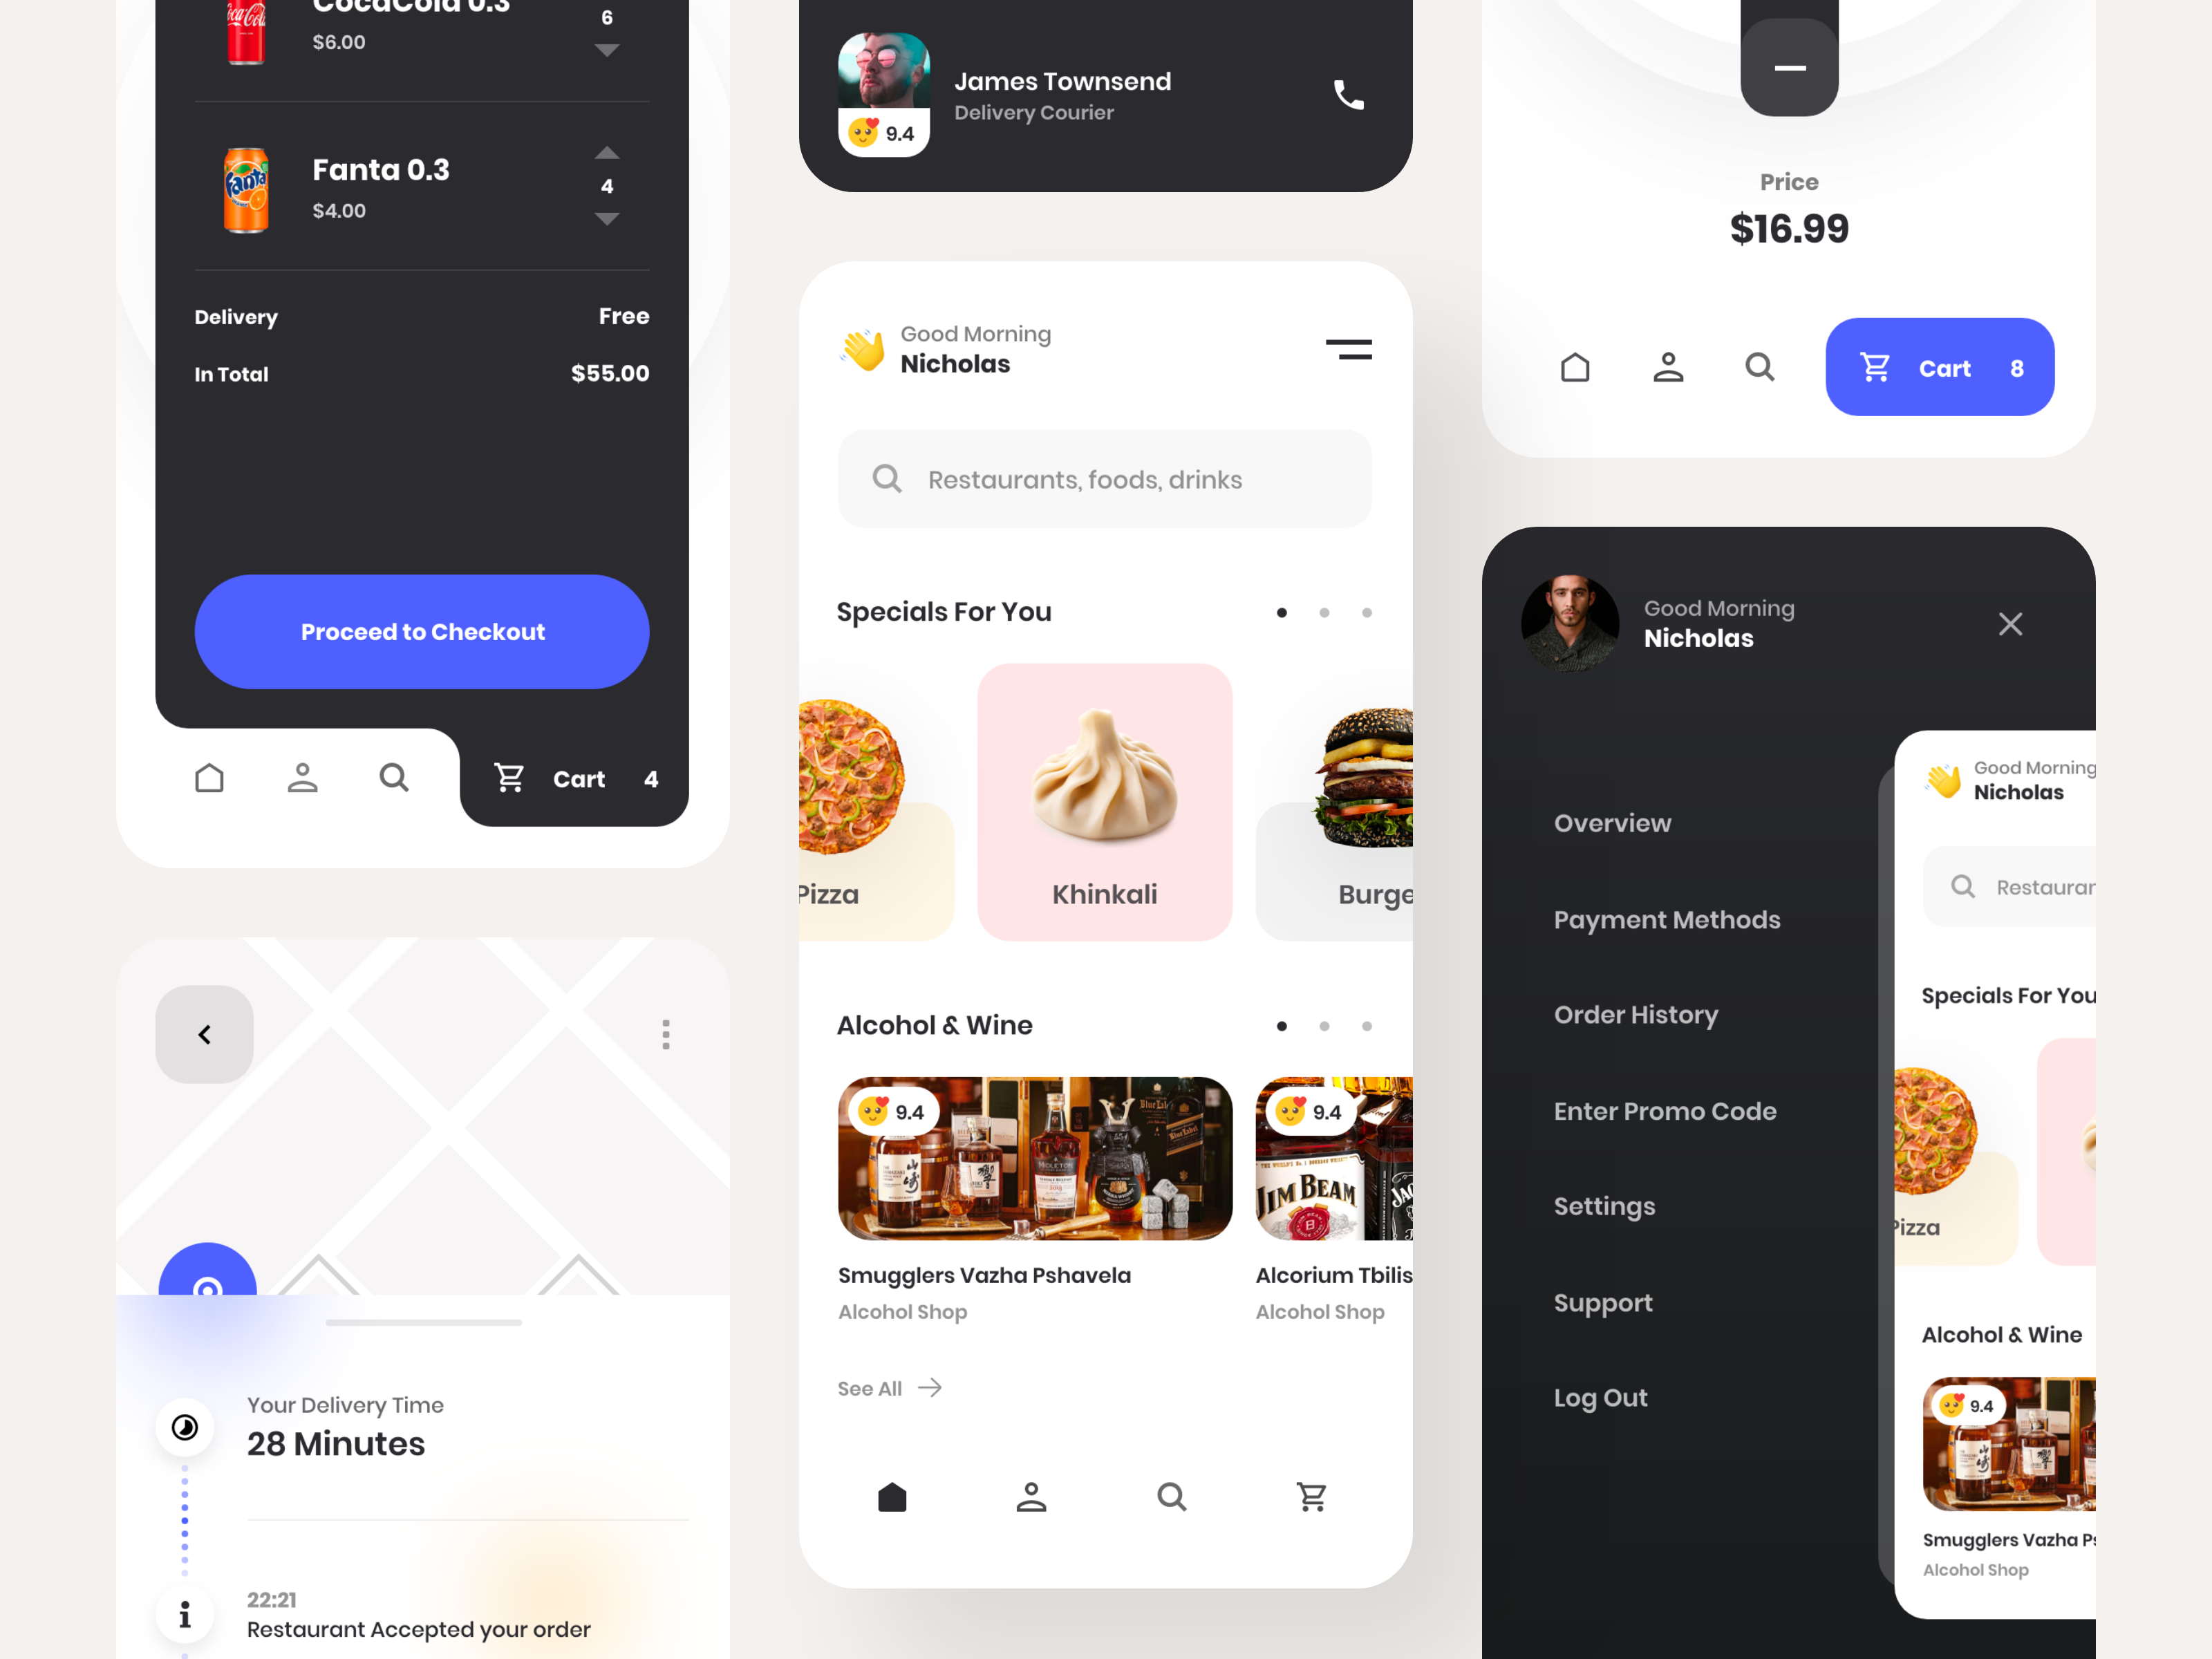 CocaCola 0.3
$6.00
6
Fanta 0.3
$4.00
4
Delivery
Free
In Total
$55.00
Proceed to Checkout
Cart
4
Your Delivery Time
28 Minutes
22:21
Restaurant Accepted your order
James Townsend
Delivery Courier
9.4
Good Morning
Nicholas
Restaurants, foods, drinks
Specials For You
Pizza
Khinkali
Burge
Alcohol & Wine
9.4
9.4
JIM BEAM
Smugglers Vazha Pshavela
Alcohol Shop
Alcorium Tbilis
Alcohol Shop
See All
Price
$16.99
Cart
8
Good Morning
Nicholas
Overview
Payment Methods
Order History
Enter Promo Code
Settings
Support
Log Out
Good Morning
Nicholas
Restaurar
Specials For You
Pizza
Alcohol & Wine
9.4
Smugglers Vazha Ps
Alcohol Shop